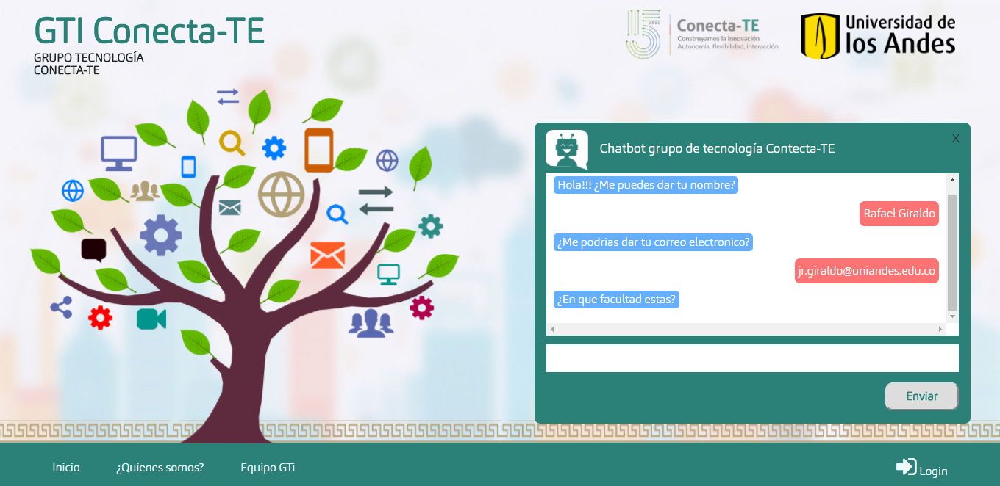 GTI Conecta-TE
GRUPO TECNOLOGÍA
CONECTA-TE
15 AÑOS
Conecta-TE
Construyamos la innovación
Autonomía, flexibilidad, interacción
Universidad de
los Andes
X
Chatbot grupo de tecnología Contecta-TE
Hola!!! ¿Me puedes dar tu nombre?
Rafael Giraldo
¿Me podrias dar tu correo electronico?
jr.giraldo@uniandes.edu.co
¿En que facultad estas?
Enviar
Inicio
¿Quienes somos?
Equipo GTi
Login